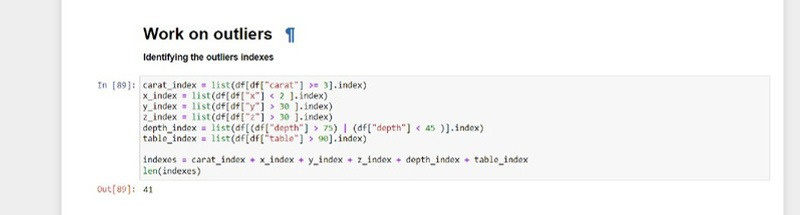 Work on outliers ¶
Identifying the outliers indexes
In [89]: carat_index = list(df[df["carat"] >= 3].index)
x_index = list(df[df["x"] < 2 ].index)
y_index = list(df[df["y"] > 30 ].index)
z_index = list(df[df["z"] > 30 ].index)
depth_index = list(df[(df["depth"] > 75) | (df["depth"] < 45 )].index)
table_index = list(df[df["table"] > 90].index)
indexes = carat_index + x_index + y_index + z_index + depth_index + table_index
len(indexes)
Out[89]: 41